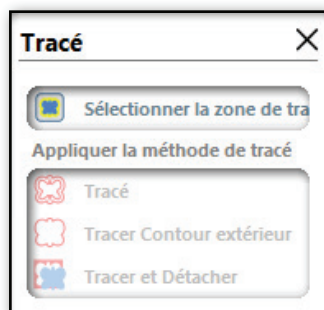 Tracé
Sélectionner la zone de tra
Appliquer la méthode de tracé
Tracé
Tracer Contour extérieur
Tracer et Détacher